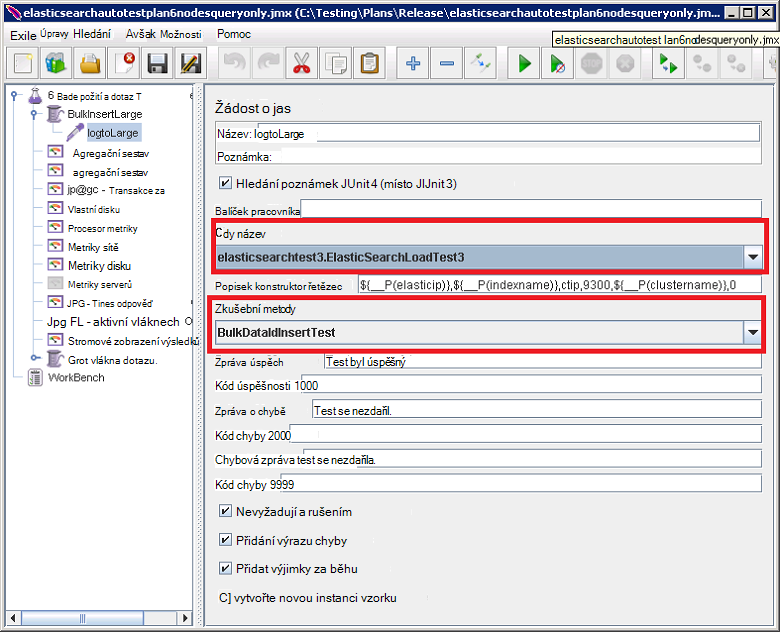 elasticsearchautotestplan6nodesqueryonly.jmx (C:\Testing\Plans\Release\elasticsearchautotestplan6nodesqueryonly.jm...
Exile Úpravy Hledání Avšak Možnosti Pomoc
elasticsearchautotest lan6nodesqueryonly.jmx
6 Bade požití a dotaz T
BulkInsertLarge
logtoLarge
Agregační sestav
agregační sestav
jp@gc - Transakce za
Vlastní disku
Procesor metriky
Metriky sítě
Metriky disku
Metriky serverů
JPG - Tines odpověď
Jpg FL - aktivní vláknech O
Stromové zobrazení výsledků
Grot vlákna dotazu.
WorkBench
Žádost o jas
Název: logtoLarge
Poznámka:
Hledání poznámek JUnit 4 (místo JlJnit 3)
Balíček pracovníka
Cdy název
elasticsearchtest3.ElasticSearchLoadTest3
Popisek konstruktor řetězec ${__P(elasticip)},${__P(indexname)},ctip,9300,${__P(clustername)},0
Zkušební metody
BulkDataIdInsertTest
Zpráva úspěch Test byl úspěšný
Kód úspěšnosti 1000
Zpráva o chybě Test se nezdařil.
Kód chyby 2000
Chybová zpráva test se nezdařila.
Kód chyby 9999
Nevyžadují a rušením
Přidání výrazu chyby
Přidat výjimky za běhu
C] vytvořte novou instanci vzorku